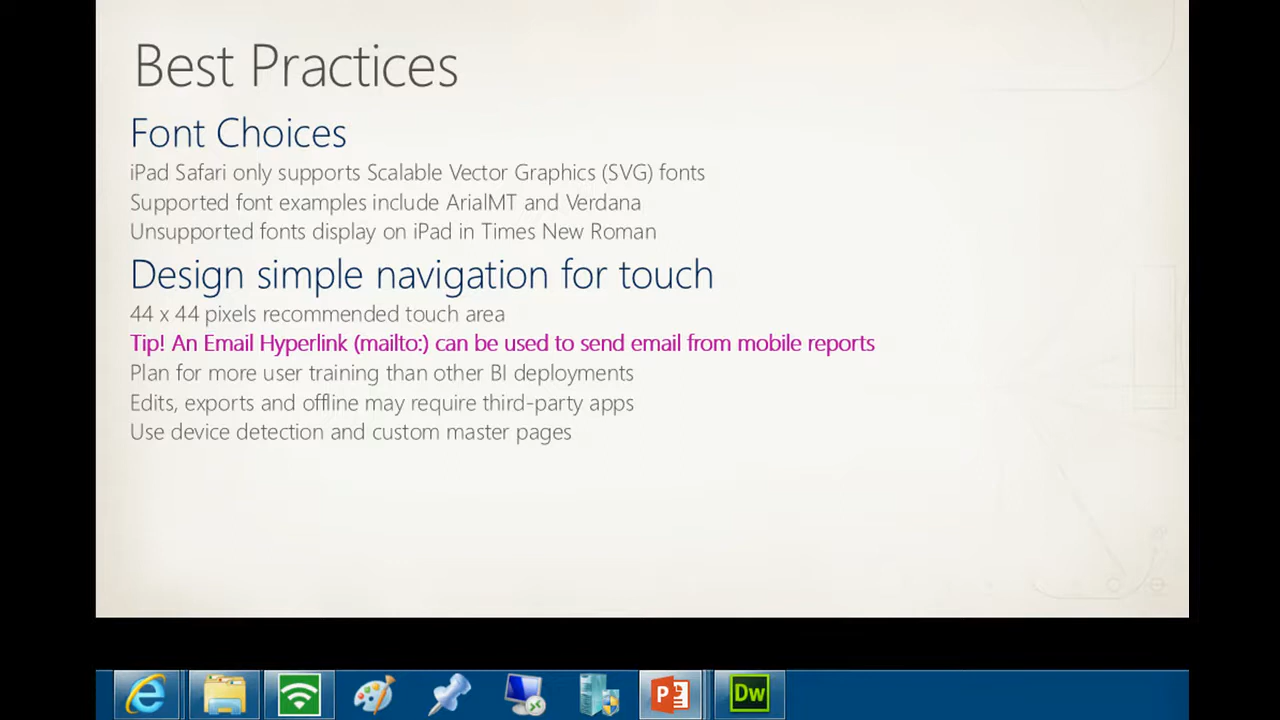 Best Practices
Font Choices
iPad Safari only supports Scalable Vector Graphics (SVG) fonts
Supported font examples include ArialMT and Verdana
Unsupported fonts display on iPad in Times New Roman
Design simple navigation for touch
44 x 44 pixels recommended touch area
Tip! An Email Hyperlink (mailto:) can be used to send email from mobile reports
Plan for more user training than other BI deployments
Edits, exports and offline may require third-party apps
Use device detection and custom master pages
P
Dw